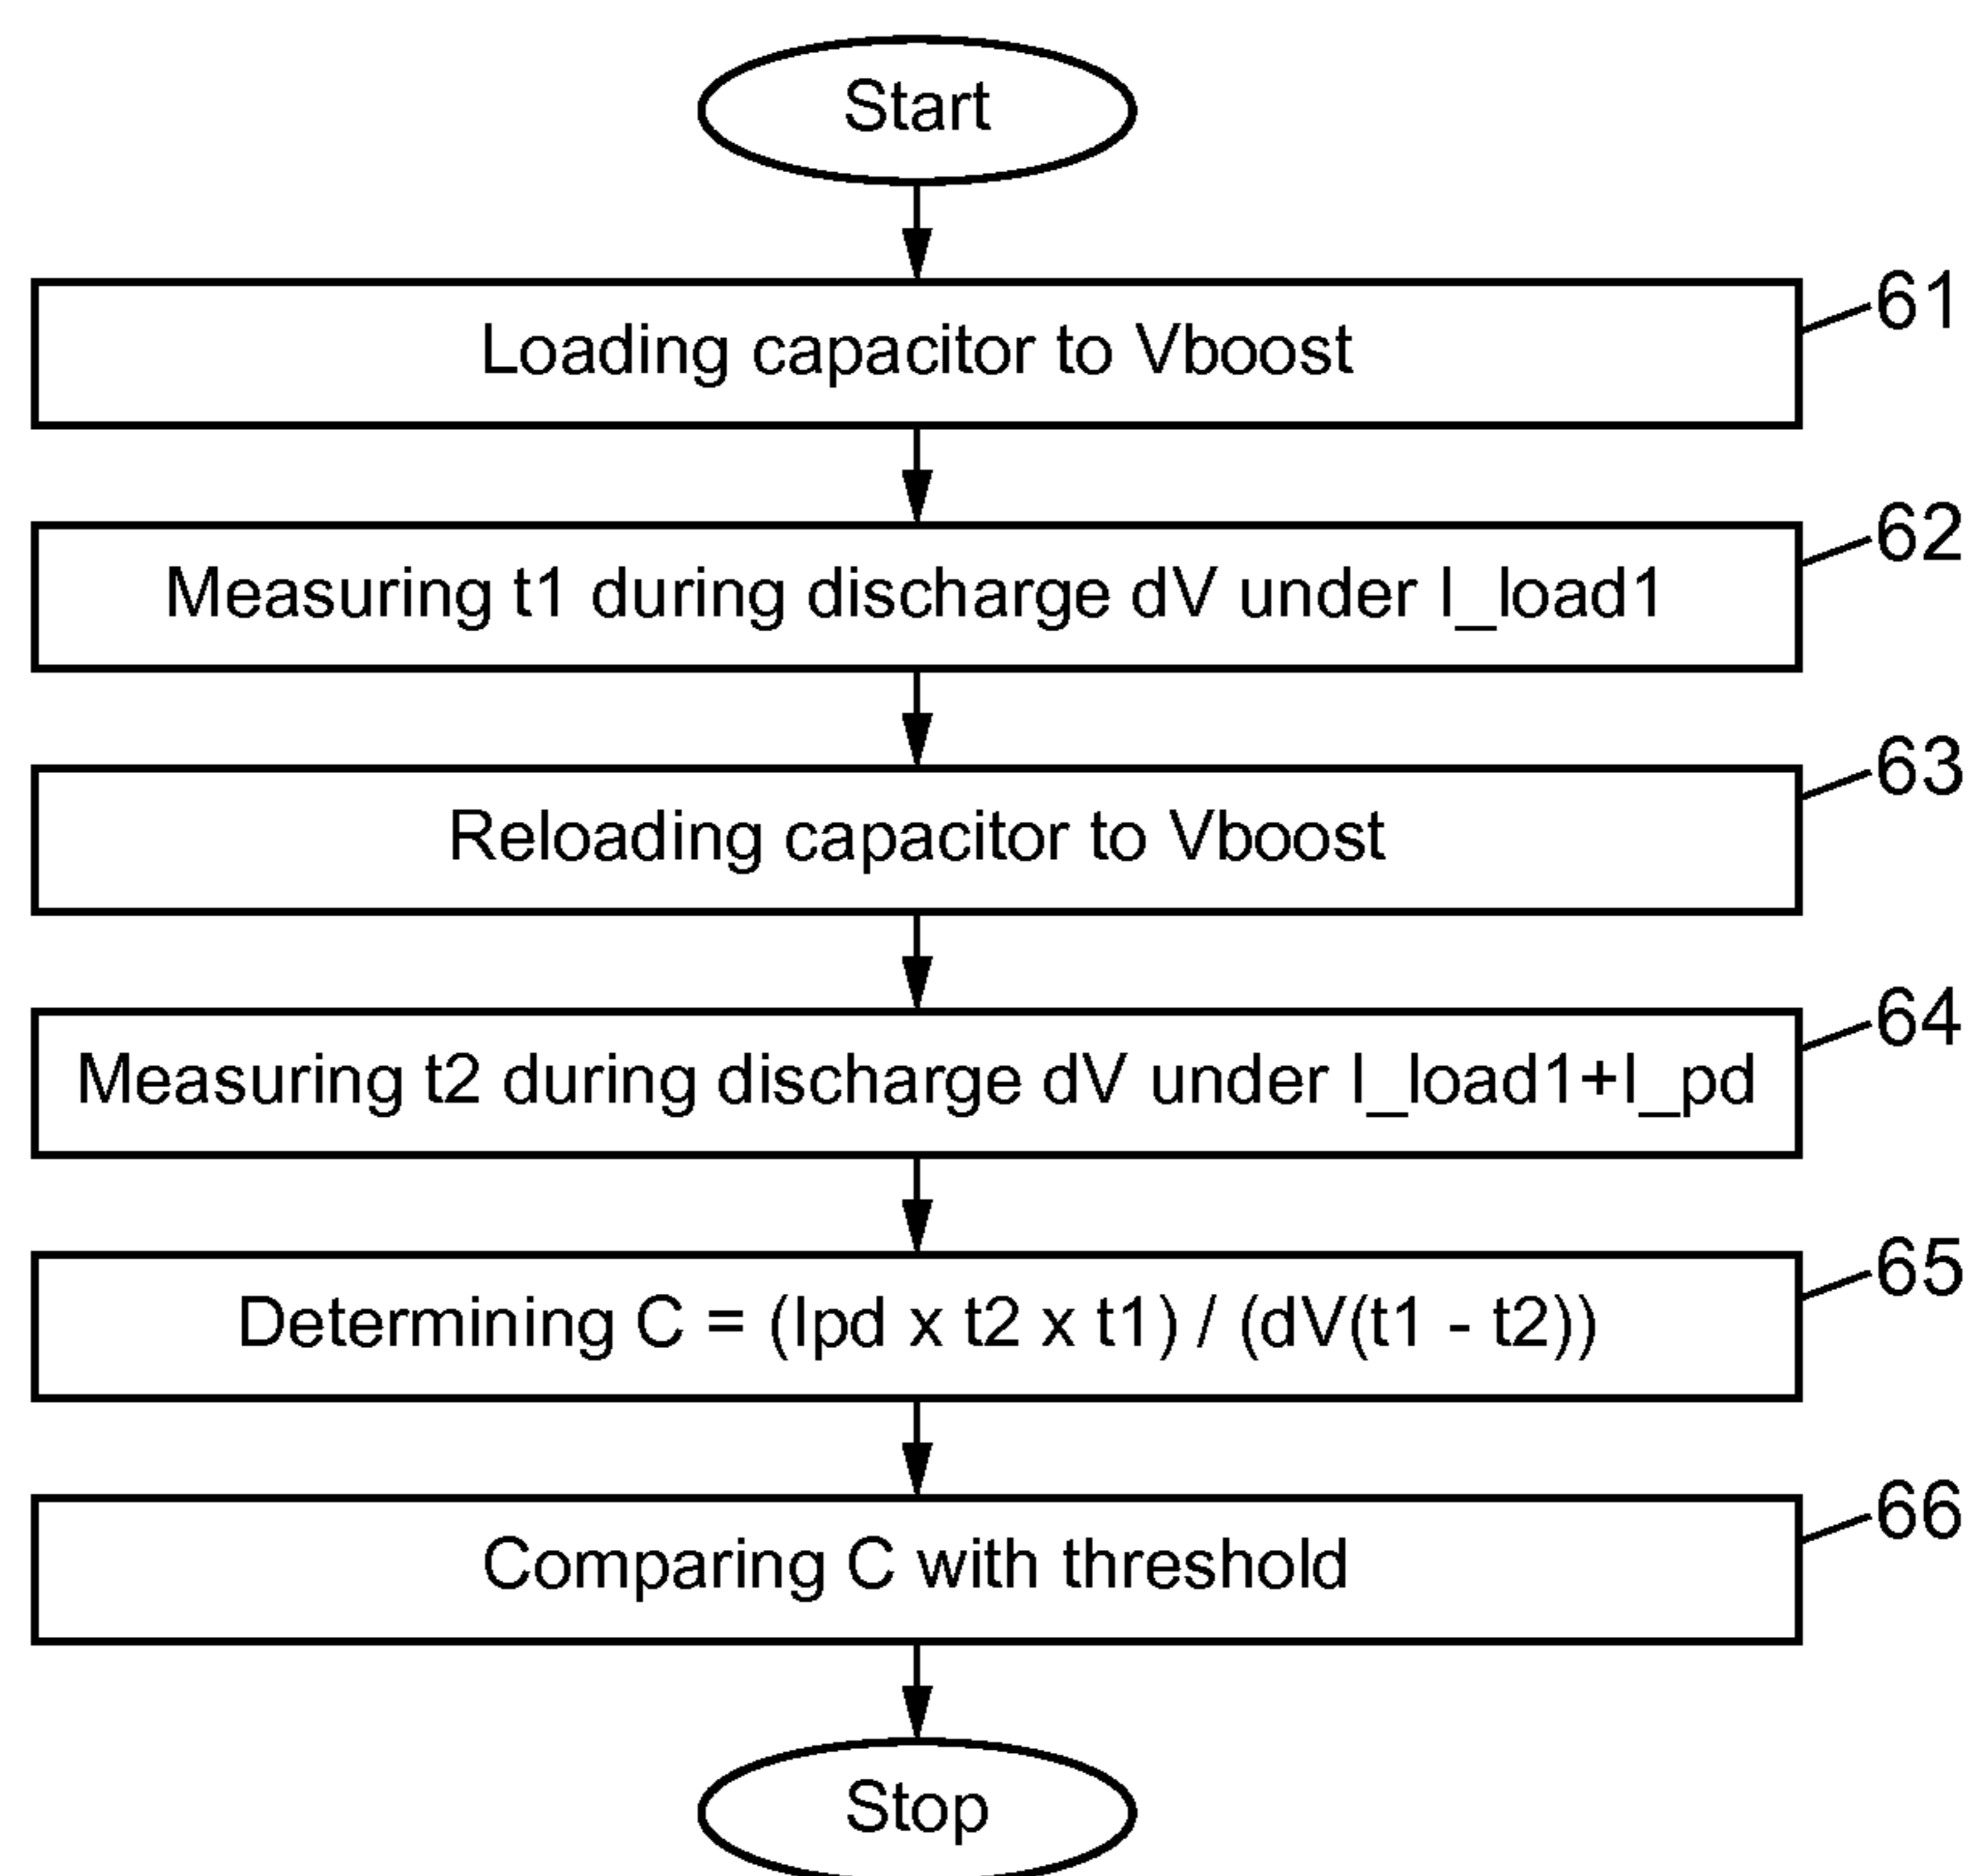 Start
61
Loading capacitor to Vboost
62
Measuring t1 during discharge dV under I_load1
63
Reloading capacitor to Vboost
64
Measuring t2 during discharge dV under I_load1+I_pd
65
Determining C = (Ipd x t2 x t1) / (dV(t1 - t2))
66
Comparing C with threshold
Stop